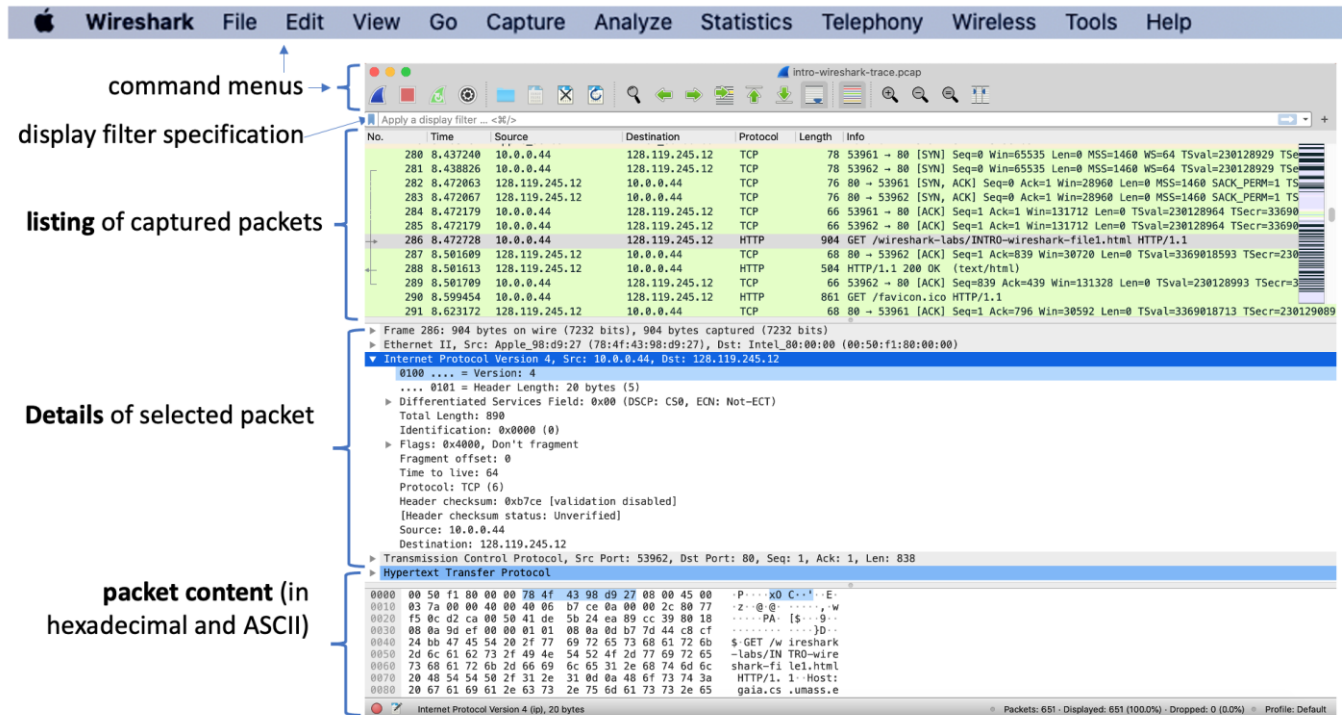 Wireshark File Edit View Go Capture Analyze Statistics Telephony Wireless Tools Help
command menus
intro-wireshark-trace.pcap
display filter specification
Apply a display filter ... <⌘/>
No. Time Source Destination Protocol Length Info
280 8.437240 10.0.0.44 128.119.245.12 TCP 78 53961 → 80 [SYN] Seq=0 Win=65535 Len=0 MSS=1460 WS=64 TSval=230128929 TSe
281 8.438826 10.0.0.44 128.119.245.12 TCP 78 53962 → 80 [SYN] Seq=0 Win=65535 Len=0 MSS=1460 WS=64 TSval=230128929 TSe
282 8.472063 128.119.245.12 10.0.0.44 TCP 76 80 → 53961 [SYN, ACK] Seq=0 Ack=1 Win=28960 Len=0 MSS=1460 SACK_PERM=1 TS
283 8.472067 128.119.245.12 10.0.0.44 TCP 76 80 → 53962 [SYN, ACK] Seq=0 Ack=1 Win=28960 Len=0 MSS=1460 SACK_PERM=1 TS
284 8.472179 10.0.0.44 128.119.245.12 TCP 66 53961 → 80 [ACK] Seq=1 Ack=1 Win=131712 Len=0 TSval=230128964 TSecr=33690
285 8.472179 10.0.0.44 128.119.245.12 TCP 66 53962 → 80 [ACK] Seq=1 Ack=1 Win=131712 Len=0 TSval=230128964 TSecr=33690
listing of captured packets
286 8.472728 10.0.0.44 128.119.245.12 HTTP 904 GET /wireshark-labs/INTRO-wireshark-file1.html HTTP/1.1
287 8.501609 128.119.245.12 10.0.0.44 TCP 68 80 → 53962 [ACK] Seq=1 Ack=839 Win=30720 Len=0 TSval=3369018593 TSecr=230
288 8.501613 128.119.245.12 10.0.0.44 HTTP 504 HTTP/1.1 200 OK (text/html)
289 8.501709 10.0.0.44 128.119.245.12 TCP 66 53962 → 80 [ACK] Seq=839 Ack=439 Win=131328 Len=0 TSval=230128993 TSecr=3
290 8.599454 10.0.0.44 128.119.245.12 HTTP 861 GET /favicon.ico HTTP/1.1
291 8.623172 128.119.245.12 10.0.0.44 TCP 68 80 → 53961 [ACK] Seq=1 Ack=796 Win=30592 Len=0 TSval=3369018713 TSecr=230129089
Frame 286: 904 bytes on wire (7232 bits), 904 bytes captured (7232 bits)
Ethernet II, Src: Apple_98:d9:27 (78:4f:43:98:d9:27), Dst: Intel_80:00:00 (00:50:f1:80:00:00)
Internet Protocol Version 4, Src: 10.0.0.44, Dst: 128.119.245.12
0100 .... = Version: 4
.... 0101 = Header Length: 20 bytes (5)
Differentiated Services Field: 0x00 (DSCP: CS0, ECN: Not-ECT)
Details of selected packet
Total Length: 890
Identification: 0x0000 (0)
Flags: 0x4000, Don't fragment
Fragment offset: 0
Time to live: 64
Protocol: TCP (6)
Header checksum: 0xb7ce [validation disabled]
[Header checksum status: Unverified]
Source: 10.0.0.44
Destination: 128.119.245.12
Transmission Control Protocol, Src Port: 53962, Dst Port: 80, Seq: 1, Ack: 1, Len: 838
Hypertext Transfer Protocol
packet content (in
hexadecimal and ASCII)
0000 00 50 f1 80 00 00 78 4f 43 98 d9 27 08 00 45 00 ·P····xO C··'··E·
0010 03 7a 00 00 40 00 40 06 b7 ce 0a 00 00 2c 80 77 ·z··@·@· ·····,·w
0020 f5 0c d2 ca 00 50 41 de 5b 24 ea 89 cc 39 80 18 ·····PA· [$···9··
0030 08 0a 9d ef 00 00 01 01 08 0a 0d b7 7d 44 c8 cf ········ ····}D··
0040 24 bb 47 45 54 20 2f 77 69 72 65 73 68 61 72 6b $·GET /w ireshark
0050 2d 6c 61 62 73 2f 49 4e 54 52 4f 2d 77 69 72 65 -labs/IN TRO-wire
0060 73 68 61 72 6b 2d 66 69 6c 65 31 2e 68 74 6d 6c shark-fi le1.html
0070 20 48 54 54 50 2f 31 2e 31 0d 0a 48 6f 73 74 3a HTTP/1. 1··Host:
0080 20 67 61 69 61 2e 63 73 2e 75 6d 61 73 73 2e 65 gaia.cs .umass.e
Internet Protocol Version 4 (ip), 20 bytes Packets: 651 · Displayed: 651 (100.0%) · Dropped: 0 (0.0%) Profile: Default